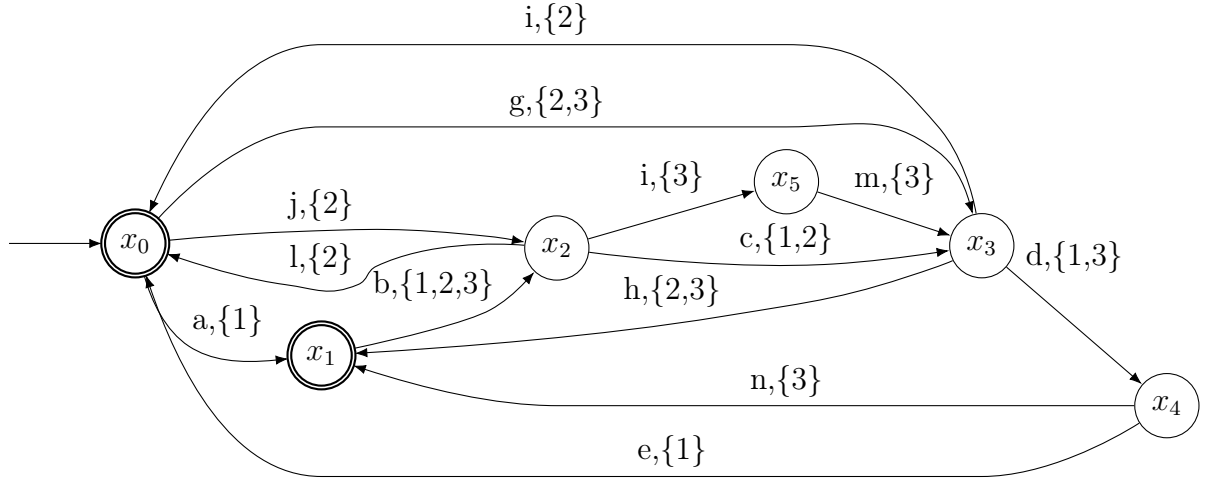 i,{2}
g,{2,3}
j,{2}
i,{3}
x5
m,{3}
x0
l,{2}
x2
c,{1,2}
x3
d,{1,3}
b,{1,2,3}
h,{2,3}
a,{1}
x1
n,{3}
x4
e,{1}